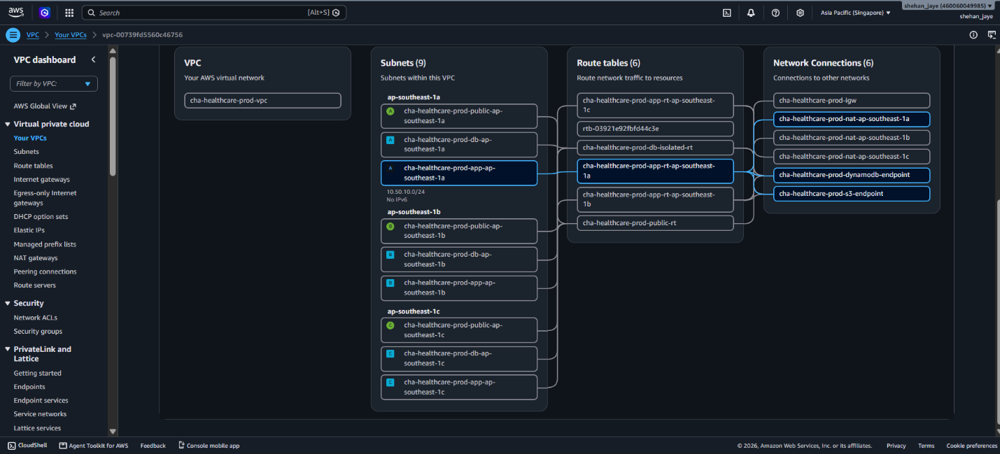 aws
Search
[Alt+S]
Asia Pacific (Singapore)
shehan_jaye (460060049985)
shehan_jaye
VPC
Your VPCs
vpc-00739fd5560c46756
VPC dashboard
Filter by VPC:
AWS Global View
Virtual private cloud
Your VPCs
Subnets
Route tables
Internet gateways
Egress-only Internet
gateways
DHCP option sets
Elastic IPs
Managed prefix lists
NAT gateways
Peering connections
Route servers
Security
Network ACLs
Security groups
PrivateLink and
Lattice
Getting started
Endpoints
Endpoint services
Service networks
Lattice services
VPC
Your AWS virtual network
cha-healthcare-prod-vpc
Subnets (9)
Subnets within this VPC
ap-southeast-1a
A
cha-healthcare-prod-public-ap-
southeast-1a
A
cha-healthcare-prod-db-ap-
southeast-1a
A
cha-healthcare-prod-app-ap-
southeast-1a
10.50.10.0/24
No IPv6
ap-southeast-1b
B
cha-healthcare-prod-public-ap-
southeast-1b
B
cha-healthcare-prod-db-ap-
southeast-1b
B
cha-healthcare-prod-app-ap-
southeast-1b
ap-southeast-1c
C
cha-healthcare-prod-public-ap-
southeast-1c
C
cha-healthcare-prod-db-ap-
southeast-1c
C
cha-healthcare-prod-app-ap-
southeast-1c
Route tables (6)
Route network traffic to resources
cha-healthcare-prod-app-rt-ap-southeast-
1c
rtb-03921e92fbfd44c3e
cha-healthcare-prod-db-isolated-rt
cha-healthcare-prod-app-rt-ap-southeast-
1a
cha-healthcare-prod-app-rt-ap-southeast-
1b
cha-healthcare-prod-public-rt
Network Connections (6)
Connections to other networks
cha-healthcare-prod-igw
cha-healthcare-prod-nat-ap-southeast-1a
cha-healthcare-prod-nat-ap-southeast-1b
cha-healthcare-prod-nat-ap-southeast-1c
cha-healthcare-prod-dynamodb-endpoint
cha-healthcare-prod-s3-endpoint
CloudShell
Agent Toolkit for AWS
Feedback
Console mobile app
© 2026, Amazon Web Services, Inc. or its affiliates.
Privacy
Terms
Cookie preferences